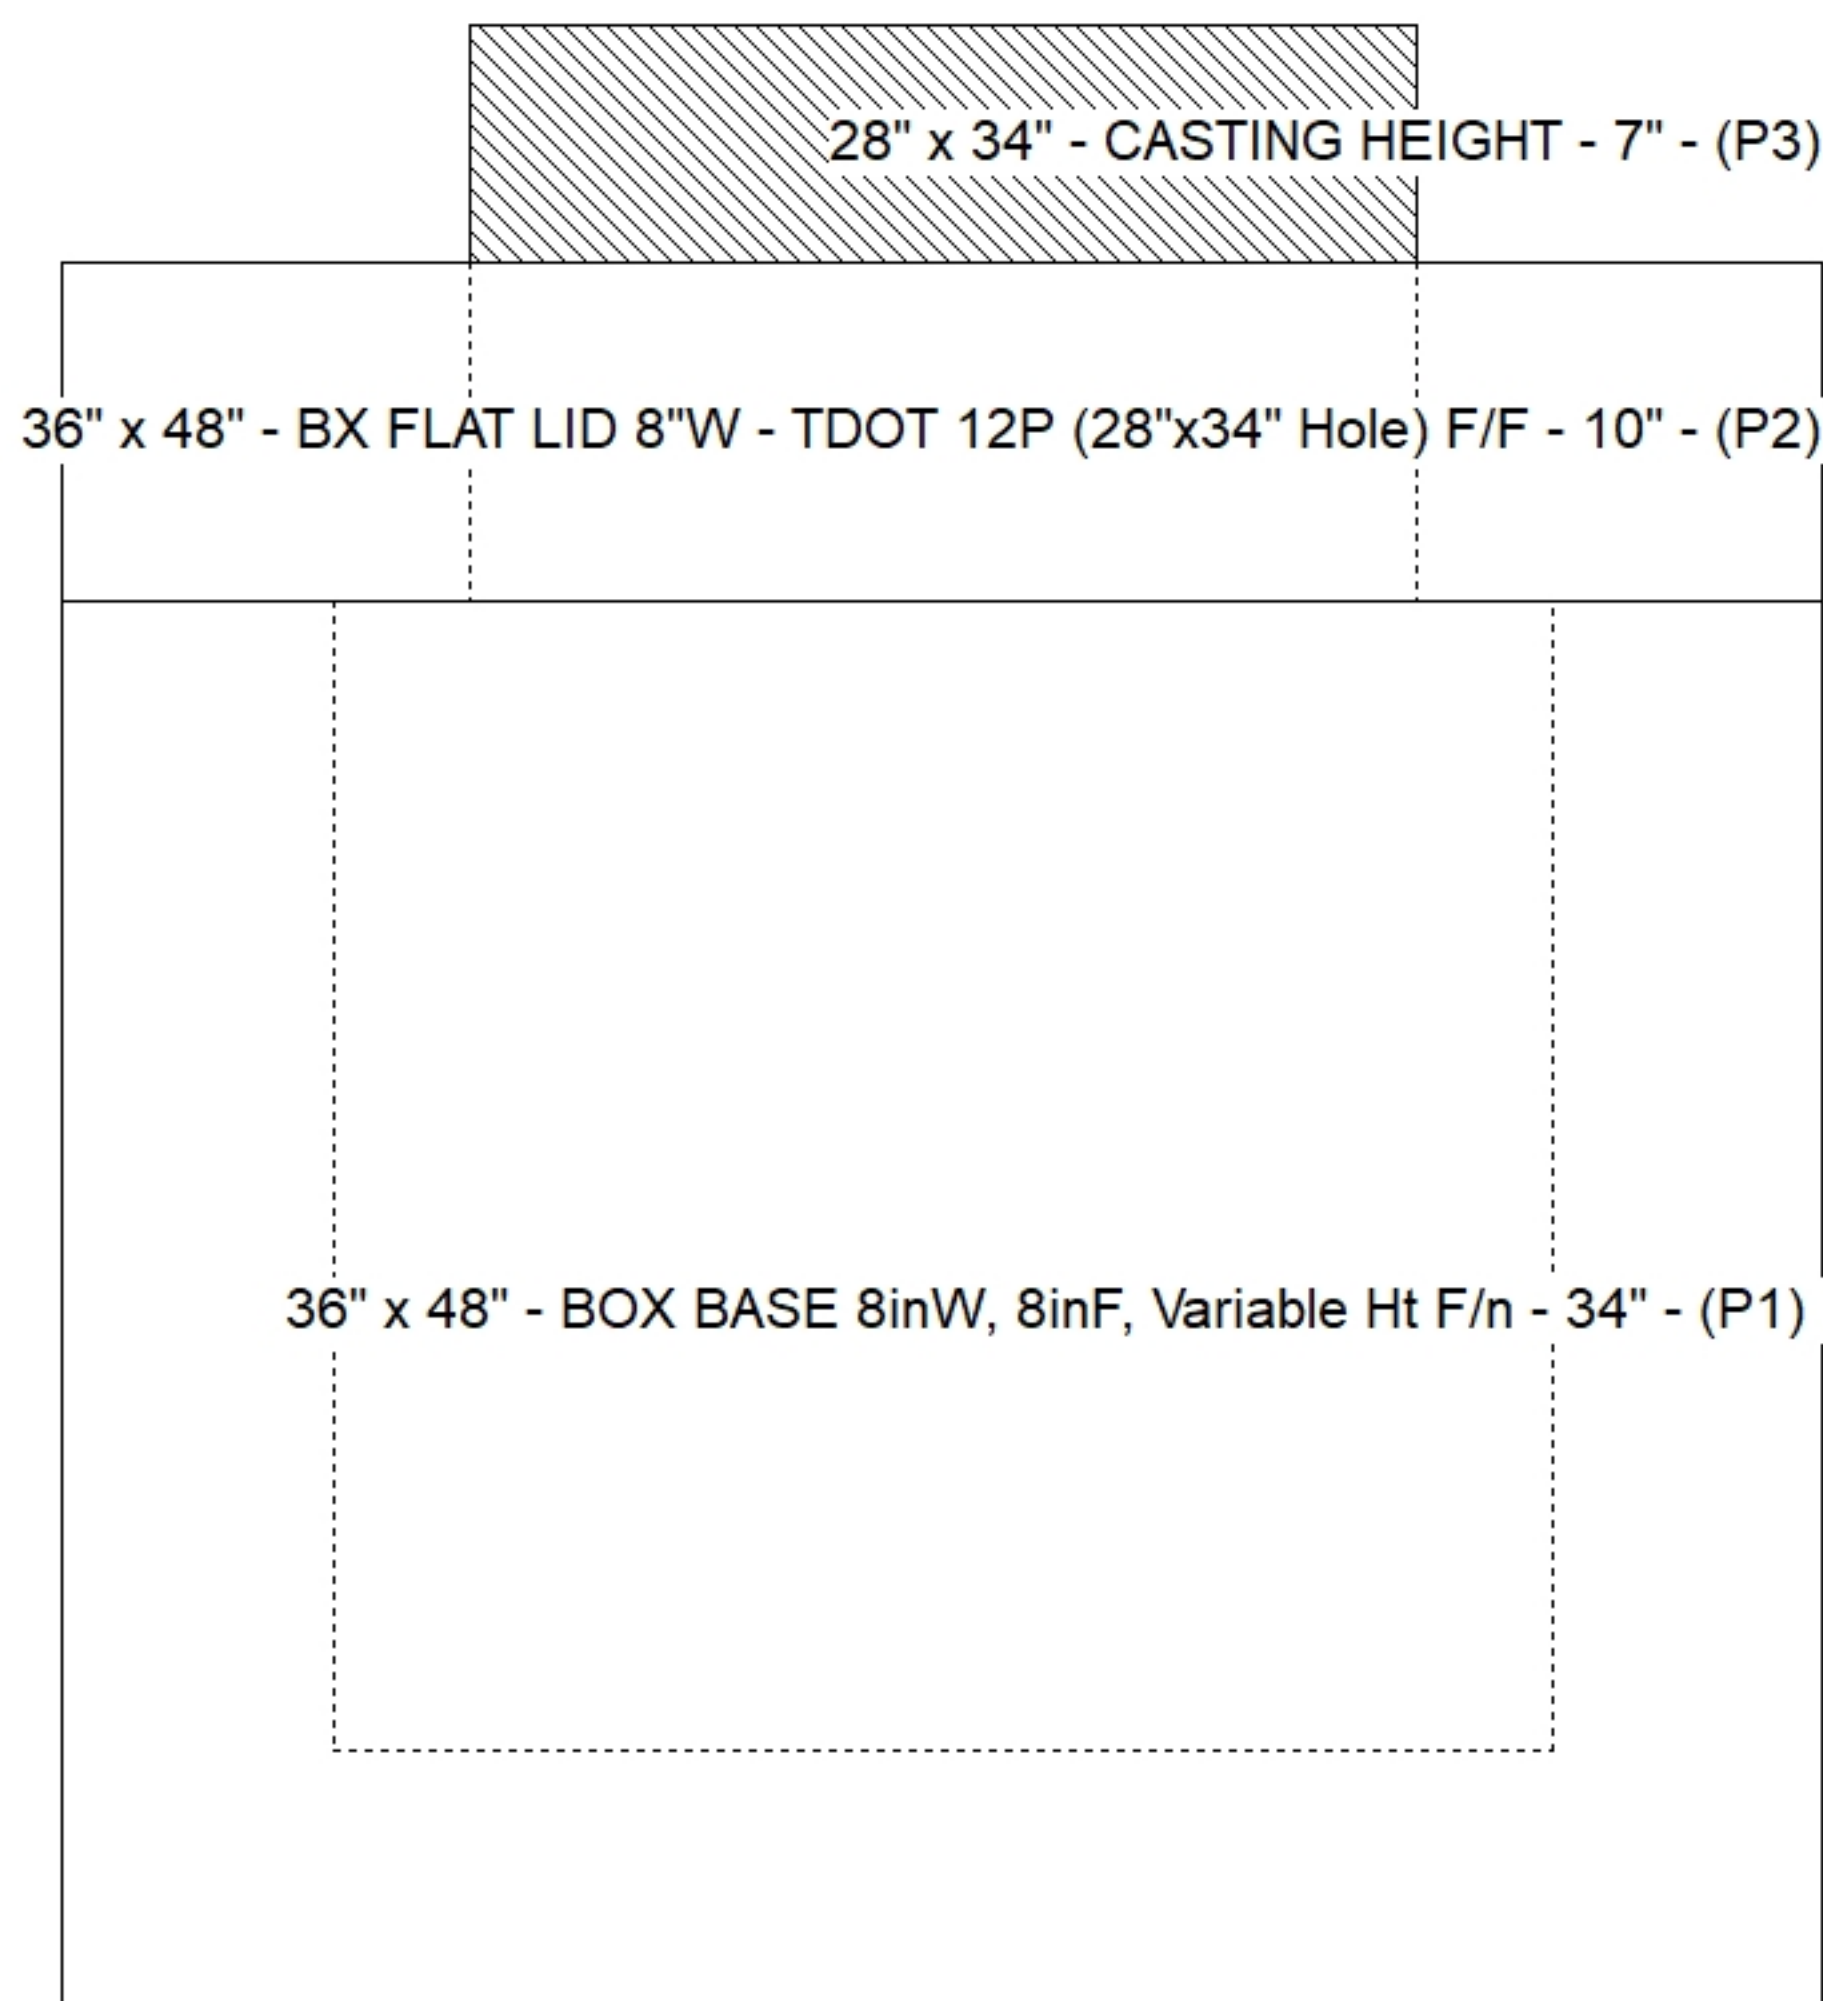 28" x 34" - CASTING HEIGHT - 7" - (P3)
36" x 48" - BX FLAT LID 8"W - TDOT 12P (28"x34" Hole) F/F - 10" - (P2)
36" x 48" - BOX BASE 8inW, 8inF, Variable Ht F/n - 34" - (P1)